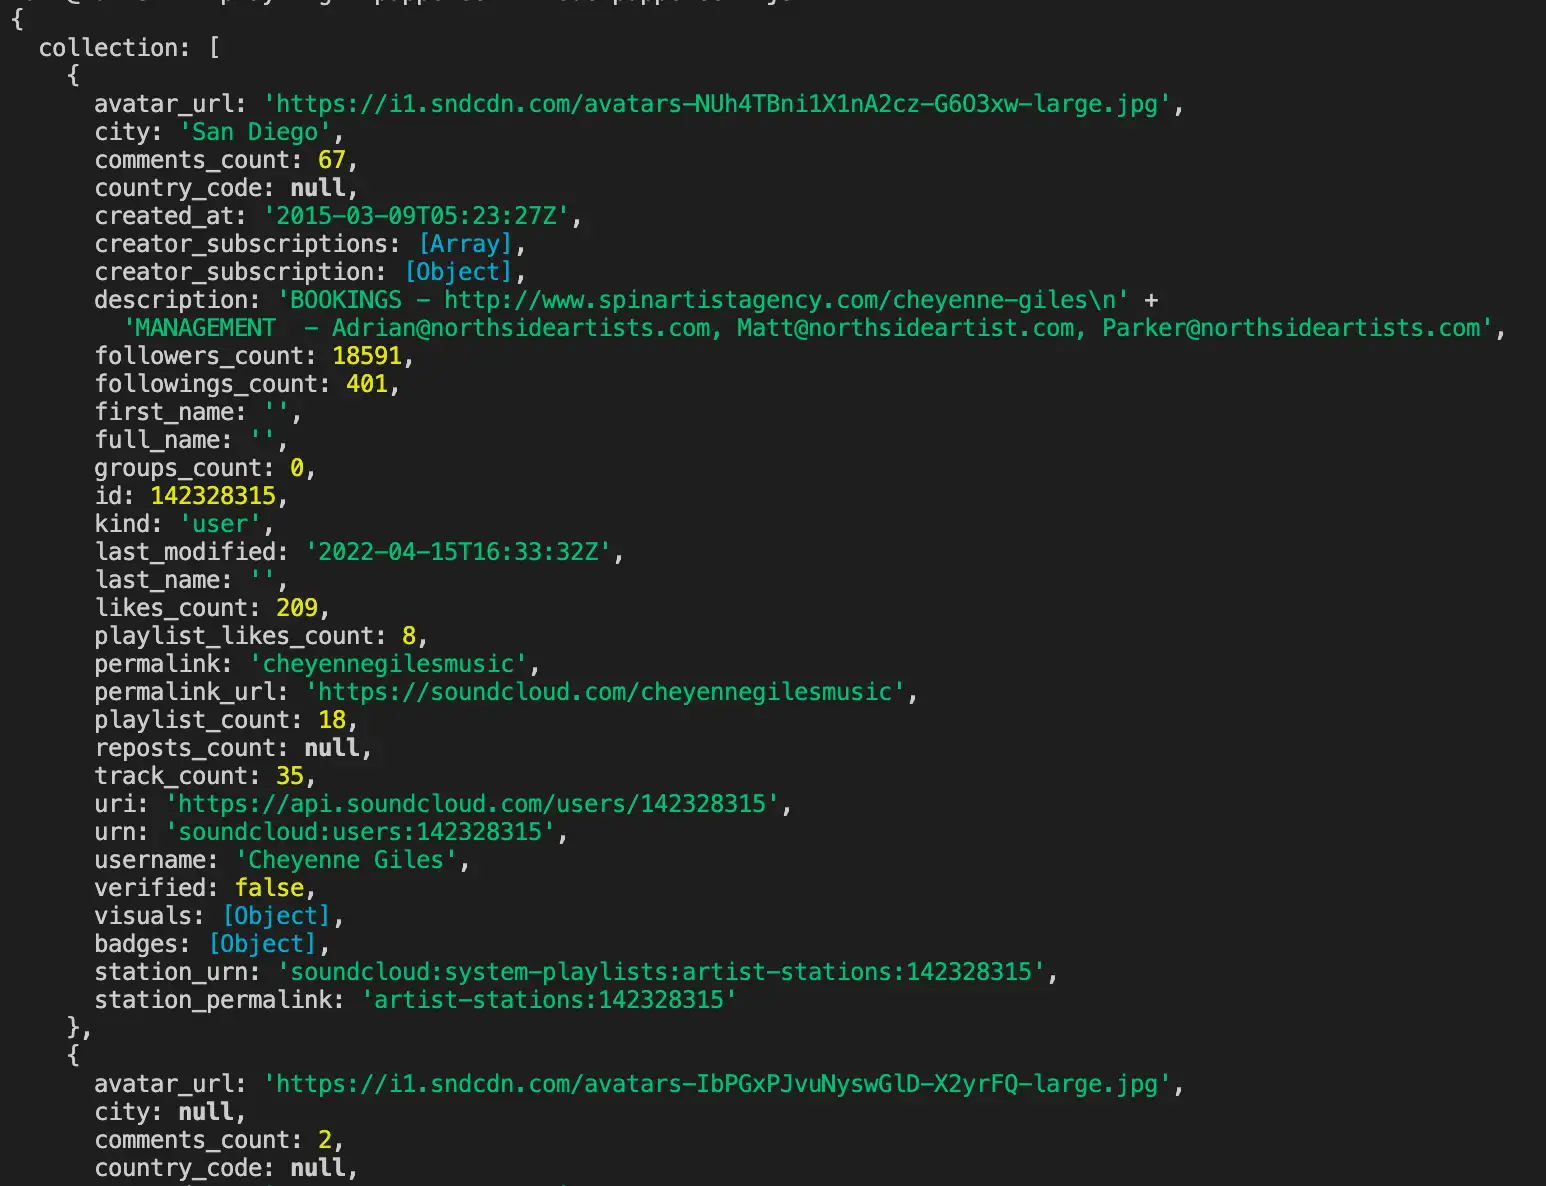 {
collection: [
{
avatar_url: 'https://i1.sndcdn.com/avatars-NUh4TBni1X1nA2cz-G6O3xw-large.jpg',
city: 'San Diego',
comments_count: 67,
country_code: null,
created_at: '2015-03-09T05:23:27Z',
creator_subscriptions: [Array],
creator_subscription: [Object],
description: 'BOOKINGS - http://www.spinartistagency.com/cheyenne-giles\n' +
'MANAGEMENT  - Adrian@northsideartists.com, Matt@northsideartist.com, Parker@northsideartists.com',
followers_count: 18591,
followings_count: 401,
first_name: '',
full_name: '',
groups_count: 0,
id: 142328315,
kind: 'user',
last_modified: '2022-04-15T16:33:32Z',
last_name: '',
likes_count: 209,
playlist_likes_count: 8,
permalink: 'cheyennegilesmusic',
permalink_url: 'https://soundcloud.com/cheyennegilesmusic',
playlist_count: 18,
reposts_count: null,
track_count: 35,
uri: 'https://api.soundcloud.com/users/142328315',
urn: 'soundcloud:users:142328315',
username: 'Cheyenne Giles',
verified: false,
visuals: [Object],
badges: [Object],
station_urn: 'soundcloud:system-playlists:artist-stations:142328315',
station_permalink: 'artist-stations:142328315'
},
{
avatar_url: 'https://i1.sndcdn.com/avatars-IbPGxPJvuNyswGlD-X2yrFQ-large.jpg',
city: null,
comments_count: 2,
country_code: null,